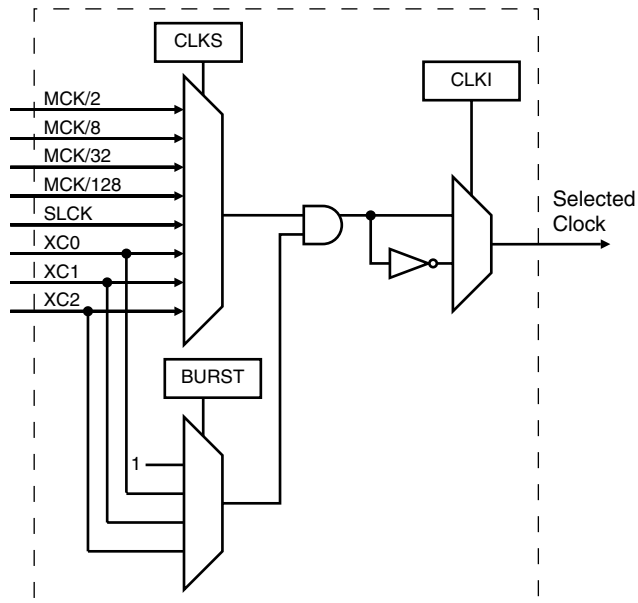 CLKS
CLKI
MCK/2
MCK/8
MCK/32
MCK/128
SLCK
XC0
XC1
XC2
Selected
Clock
BURST
1